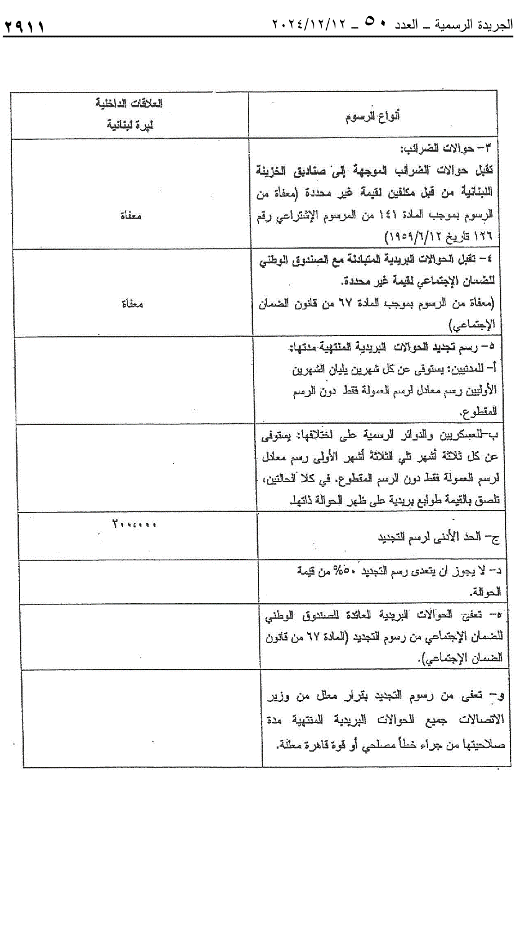 الجريدة الرسمية ــ العدد ٥٠ ــ ٢٠٢٤/١٢/١٢
٢٩١١
أنواع الرسوم
العلاقات الداخلية
ليرة لبنانية
٣- حوالات الضرائب:
تقبل حوالات الضرائب الموجهة إلى صناديق الخزينة
اللبنانية من قبل مكلفين لقيمة غير محددة (معفاة من
الرسوم بموجب المادة ١٤١ من المرسوم الإشتراعي رقم
١٢٦ تاريخ ١٩٥٩/٦/١٢)
معفاة
٤- تقبل الحوالات البريدية المتبادلة مع الصندوق الوطني
للضمان الإجتماعي لقيمة غير محددة.
(معفاة من الرسوم بموجب المادة ٦٧ من قانون الضمان
الإجتماعي)
معفاة
٥- رسم تجديد الحوالات البريدية المنتهية مدتها:
أ- للمدنيين: يستوفى عن كل شهرين يليان الشهرين
الأوليين رسم معادل لرسم العمولة فقط دون الرسم
المقطوع.
ب-للعسكريين والدوائر الرسمية على اختلافها: يستوفى
عن كل ثلاثة أشهر تلي الثلاثة أشهر الأولى رسم معادل
لرسم العمولة فقط دون الرسم المقطوع. في كلا الحالتين،
تلصق بالقيمة طوابع بريدية على ظهر الحوالة ذاتها.
ج- الحد الأدنى لرسم التجديد
د- لا يجوز ان يتعدى رسم التجديد ٥٠% من قيمة
الحوالة.
ه- تعفى الحوالات البريدية العائدة للصندوق الوطني
للضمان الإجتماعي من رسوم التجديد (المادة ٦٧ من قانون
الضمان الإجتماعي).
و- تعفى من رسوم التجديد بقرار معلل من وزير
الاتصالات جميع الحوالات البريدية المنتهية مدة
صلاحيتها من جراء خطأ مصلحي أو قوة قاهرة معللة.